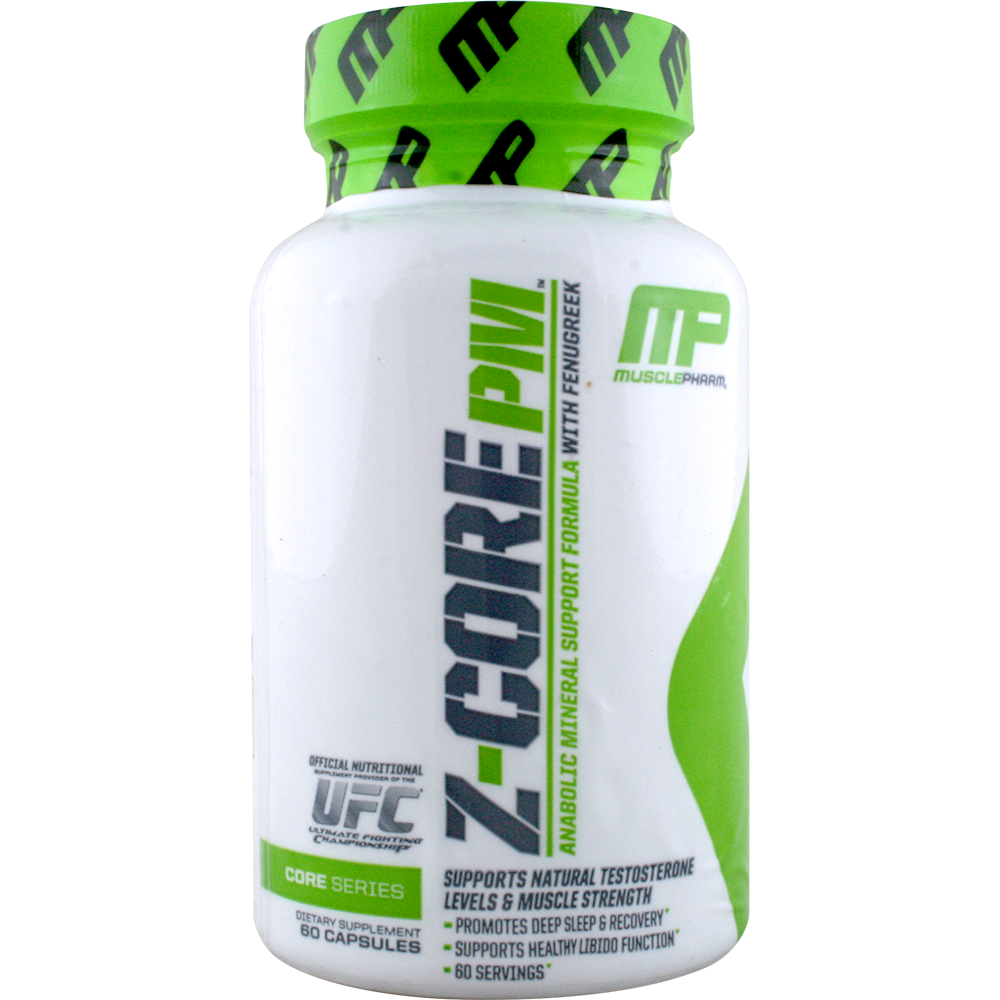 MP
MUSCLEPHARM®
Z-CORE PM™
ANABOLIC MINERAL SUPPORT FORMULA WITH FENUGREEK
OFFICIAL NUTRITIONAL
SUPPLEMENT PROVIDER OF THE
UFC®
ULTIMATE FIGHTING
CHAMPIONSHIP®
CORE SERIES
DIETARY SUPPLEMENT
60 CAPSULES
SUPPORTS NATURAL TESTOSTERONE
LEVELS & MUSCLE STRENGTH
- PROMOTES DEEP SLEEP & RECOVERY*
- SUPPORTS HEALTHY LIBIDO FUNCTION*
- 60 SERVINGS*